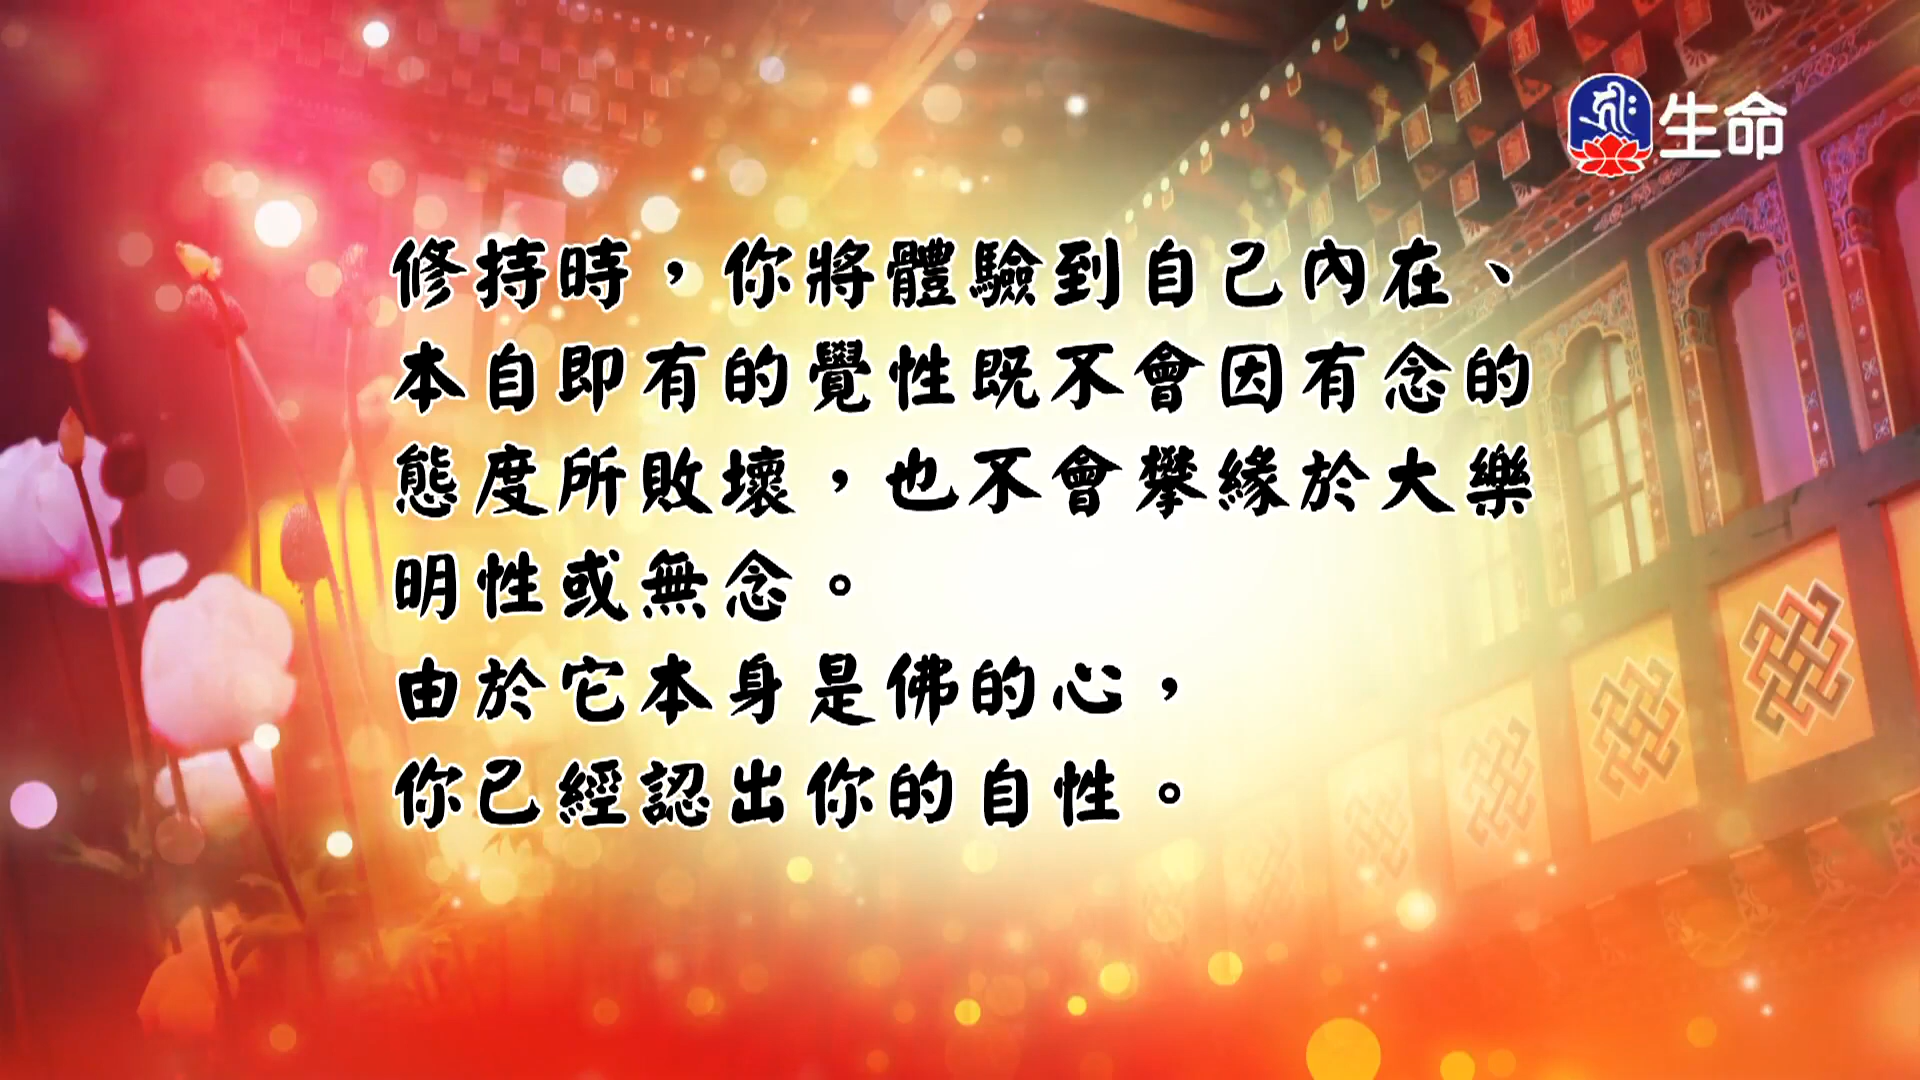 生命
修持時，你將體驗到自己內在、
本自即有的覺性既不會因有念的
態度所敗壞，也不會攀緣於大樂
明性或無念。
由於它本身是佛的心，
你已經認出你的自性。